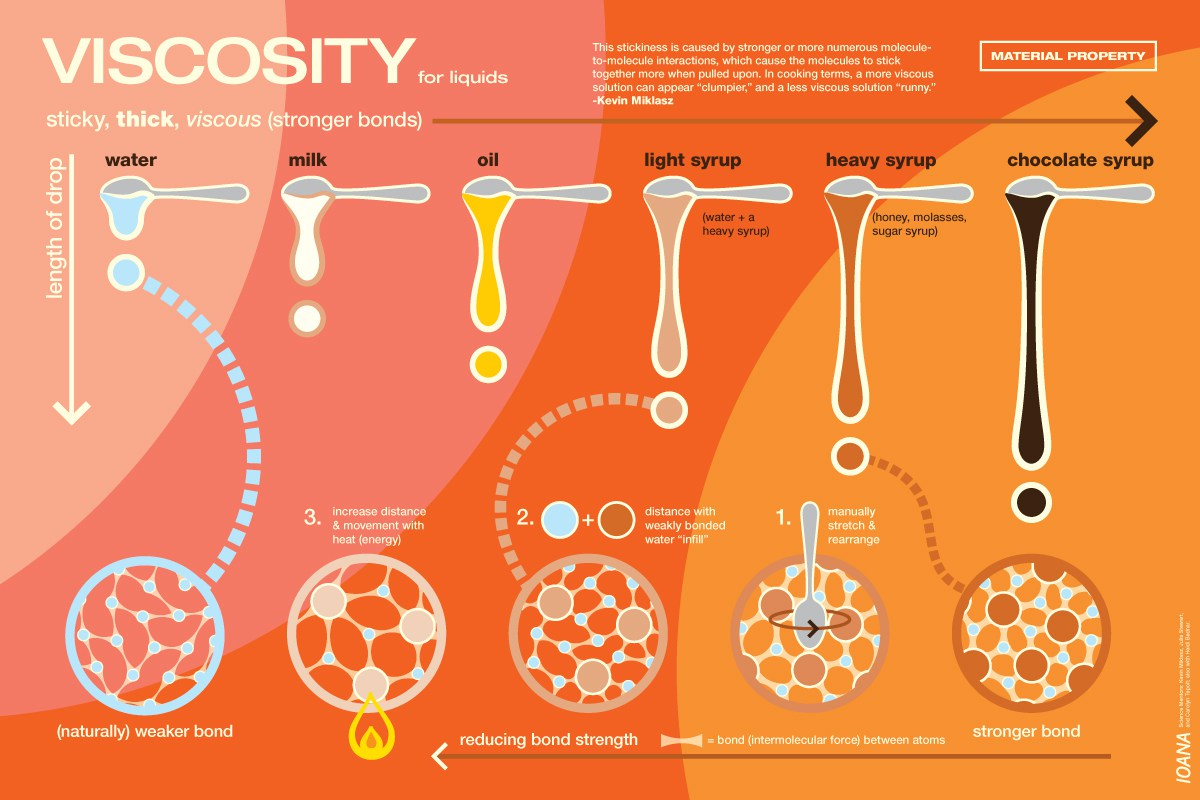 VISCOSITY for liquids
This stickiness is caused by stronger or more numerous molecule-
to-molecule interactions, which cause the molecules to stick
together more when pulled upon. In cooking terms, a more viscous
solution can appear “clumpier,” and a less viscous solution “runny.”
-Kevin Miklasz
MATERIAL PROPERTY
sticky, thick, viscous (stronger bonds)
length of drop
water
milk
oil
light syrup
heavy syrup
chocolate syrup
(water + a
heavy syrup)
(honey, molasses,
sugar syrup)
3. increase distance
& movement with
heat (energy)
2. + distance with
weakly bonded
water “infill”
1. manually
stretch &
rearrange
(naturally) weaker bond
reducing bond strength
= bond (intermolecular force) between atoms
stronger bond
IOANA